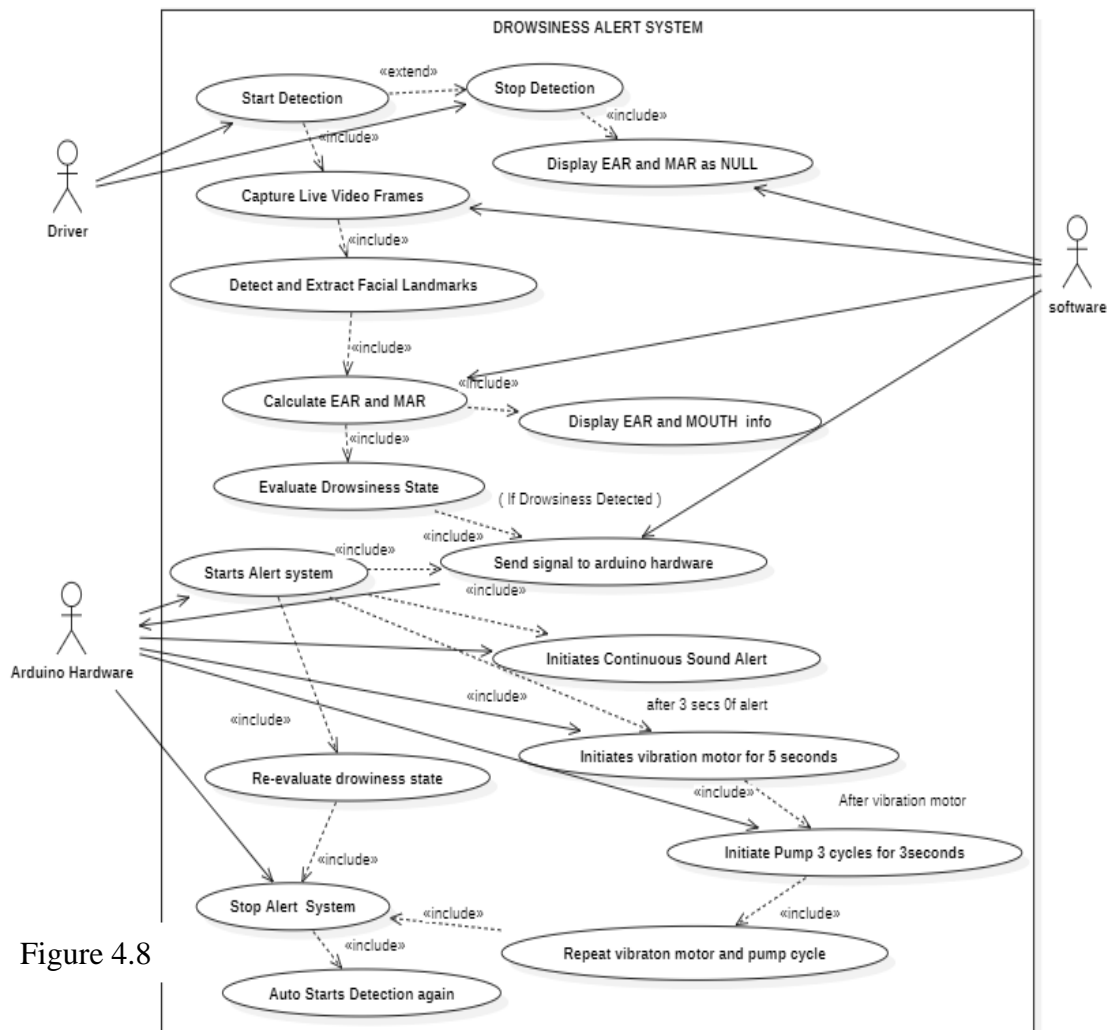 DROWSINESS ALERT SYSTEM
«extend»
Start Detection
Stop Detection
«include»
«include»
Display EAR and MAR as NULL
Capture Live Video Frames
Driver
«include»
software
Detect and Extract Facial Landmarks
«include»
«include»
Calculate EAR and MAR
Display EAR and MOUTH info
«include»
Evaluate Drowsiness State
( If Drowsiness Detected )
«include»
«include»
Starts Alert system
Send signal to arduino hardware
«include»
Arduino Hardware
Initiates Continuous Sound Alert
«include»
after 3 secs 0f alert
«include»
Initiates vibration motor for 5 seconds
Re-evaluate drowiness state
«include»
After vibration motor
Initiate Pump 3 cycles for 3seconds
«include»
Stop Alert System
«include»
«include»
Figure 4.8
«include»
Repeat vibraton motor and pump cycle
Auto Starts Detection again